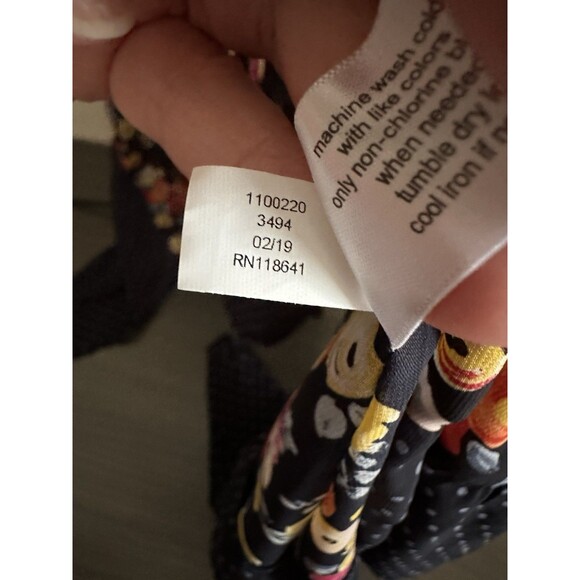 1100220
3494
02/19
RN118641
machine wash cold
with like colors
only non-chlorine
when needed
tumble dry
cool iron if